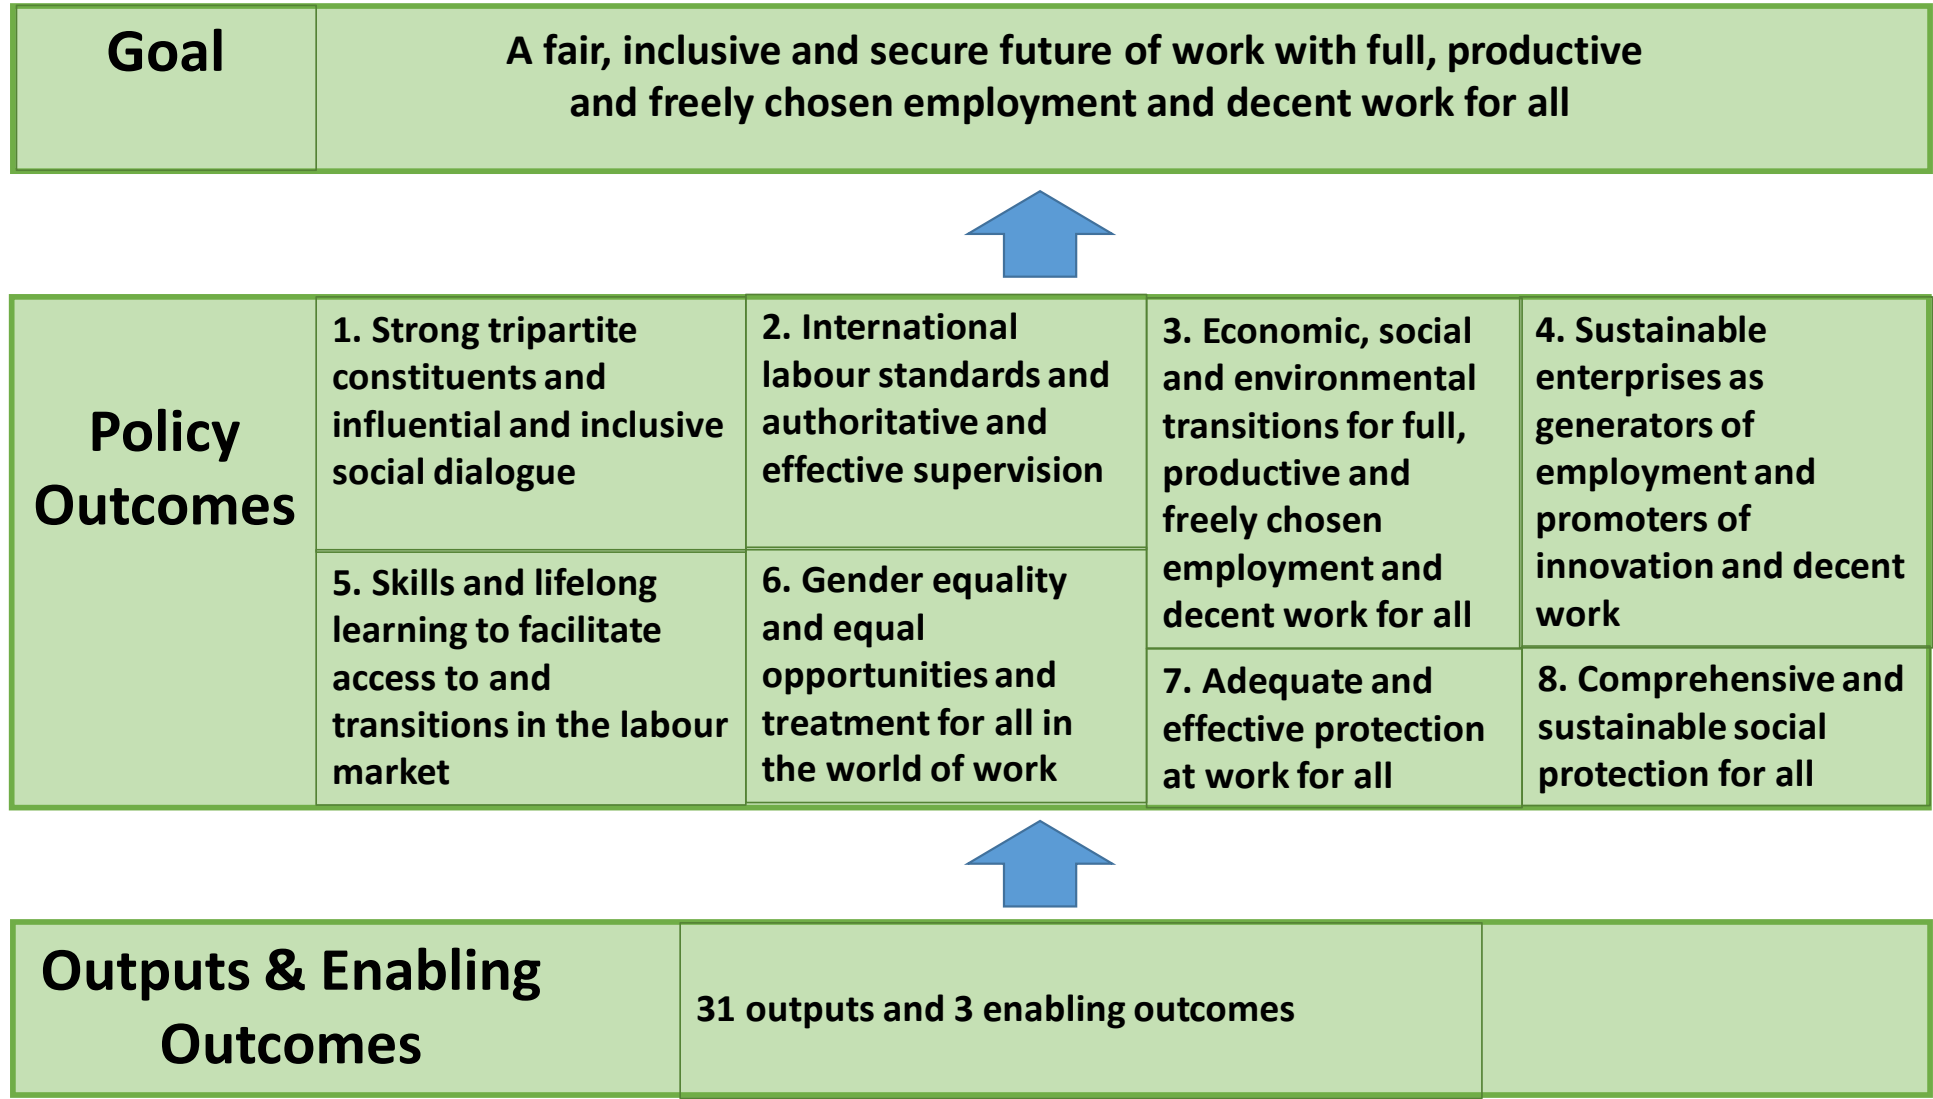 Goal
A fair, inclusive and secure future of work with full, productive
and freely chosen employment and decent work for all
Policy
Outcomes
1. Strong tripartite
constituents and
influential and inclusive
social dialogue
2. International
labour standards and
authoritative and
effective supervision
3. Economic, social
and environmental
transitions for full,
productive and
freely chosen
employment and
decent work for all
4. Sustainable
enterprises as
generators of
employment and
promoters of
innovation and decent
work
5. Skills and lifelong
learning to facilitate
access to and
transitions in the labour
market
6. Gender equality
and equal
opportunities and
treatment for all in
the world of work
7. Adequate and
effective protection
at work for all
8. Comprehensive and
sustainable social
protection for all
Outputs & Enabling
Outcomes
31 outputs and 3 enabling outcomes